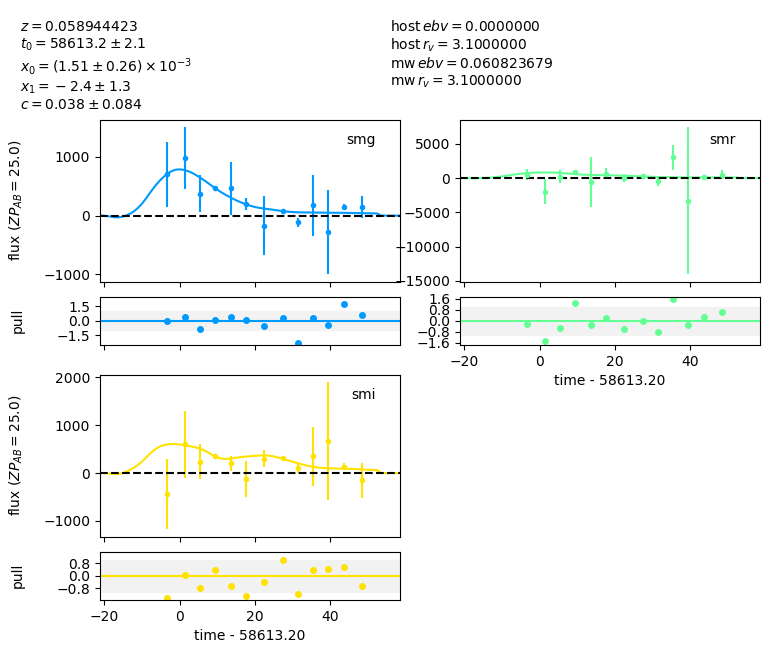 z = 0.058944423
t₀ = 58613.2 ± 2.1
x₀ = (1.51 ± 0.26) × 10⁻³
x₁ = −2.4 ± 1.3
c = 0.038 ± 0.084
host ebv = 0.0000000
host r_v = 3.1000000
mw ebv = 0.060823679
mw r_v = 3.1000000
smg
flux (ZP_AB = 25.0)
1000
0
−1000
pull
1.5
0.0
−1.5
smr
5000
0
−5000
−10000
−15000
1.6
0.8
0.0
−0.8
−1.6
−20 0 20 40
time - 58613.20
smi
flux (ZP_AB = 25.0)
2000
1000
0
−1000
pull
0.8
0.0
−0.8
−20 0 20 40
time - 58613.20